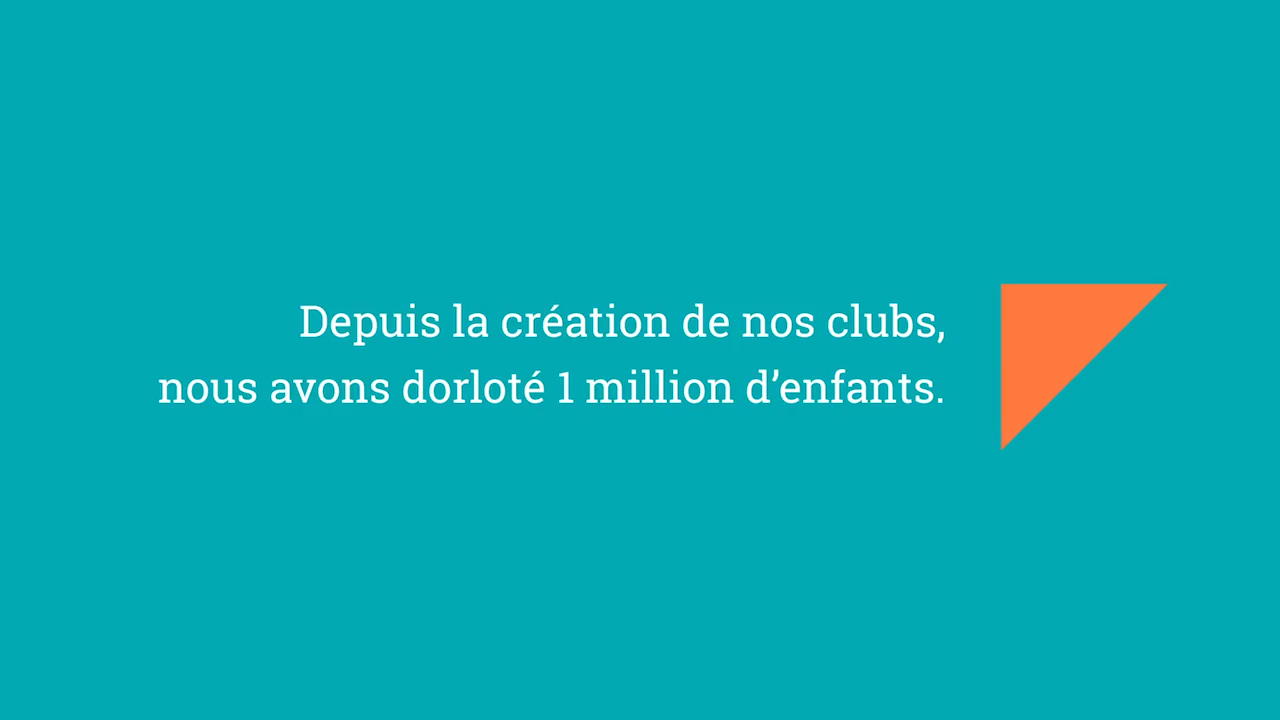 Depuis la création de nos clubs,
nous avons dorloté 1 million d’enfants.